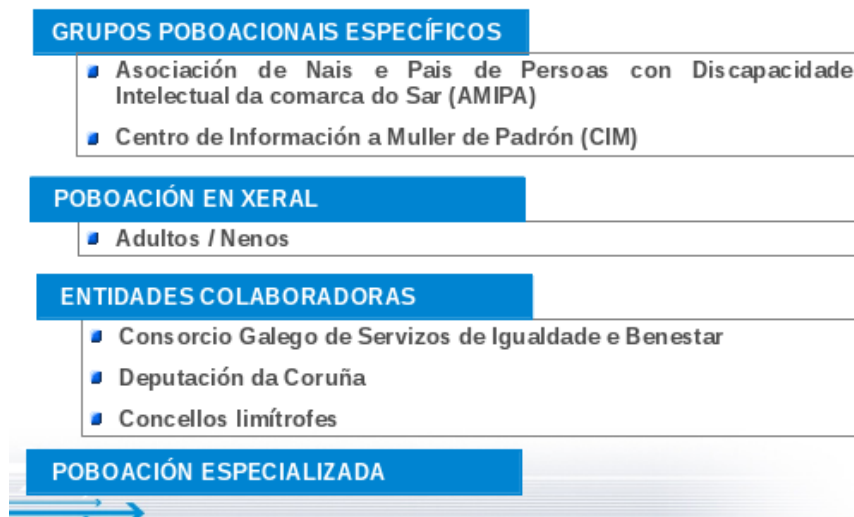 GRUPOS POBOACIONAIS ESPECÍFICOS
Asociación de Nais e Pais de Persoas con Discapacidade
Intelectual da comarca do Sar (AMIPA)
Centro de Información a Muller de Padrón (CIM)
POBOACIÓN EN XERAL
Adultos / Nenos
ENTIDADES COLABORADORAS
Consorcio Galego de Servizos de Igualdade e Benestar
Deputación da Coruña
Concellos limítrofes
POBOACIÓN ESPECIALIZADA